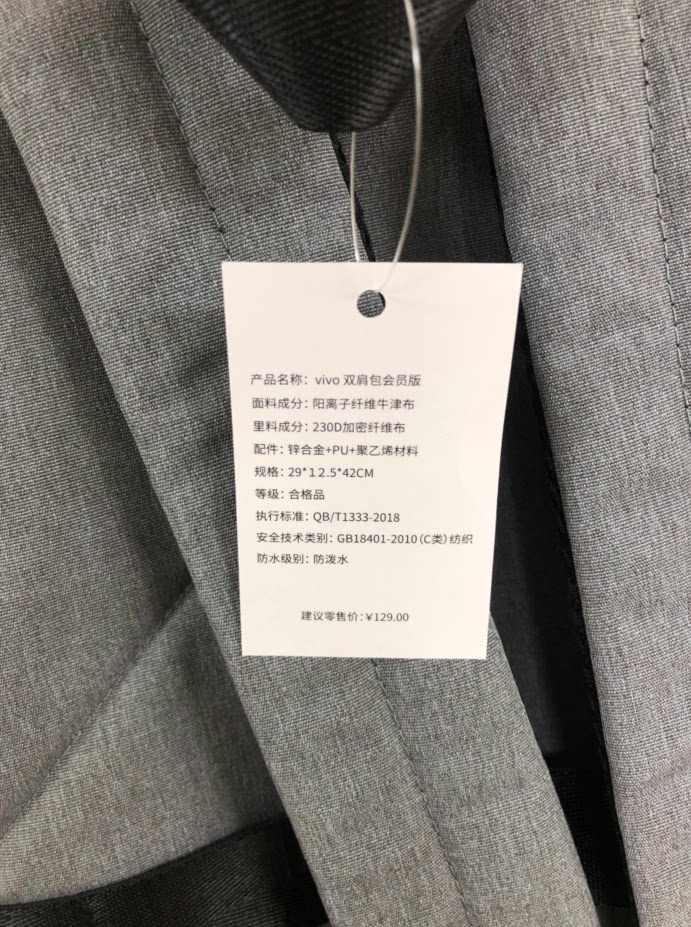 产品名称：vivo 双肩包会员版
面料成分：阳离子纤维牛津布
里料成分：230D加密纤维布
配件：锌合金+PU+聚乙烯材料
规格：29*12.5*42CM
等级：合格品
执行标准：QB/T1333-2018
安全技术类别：GB18401-2010（C类）纺织
防水级别：防泼水
建议零售价：¥129.00